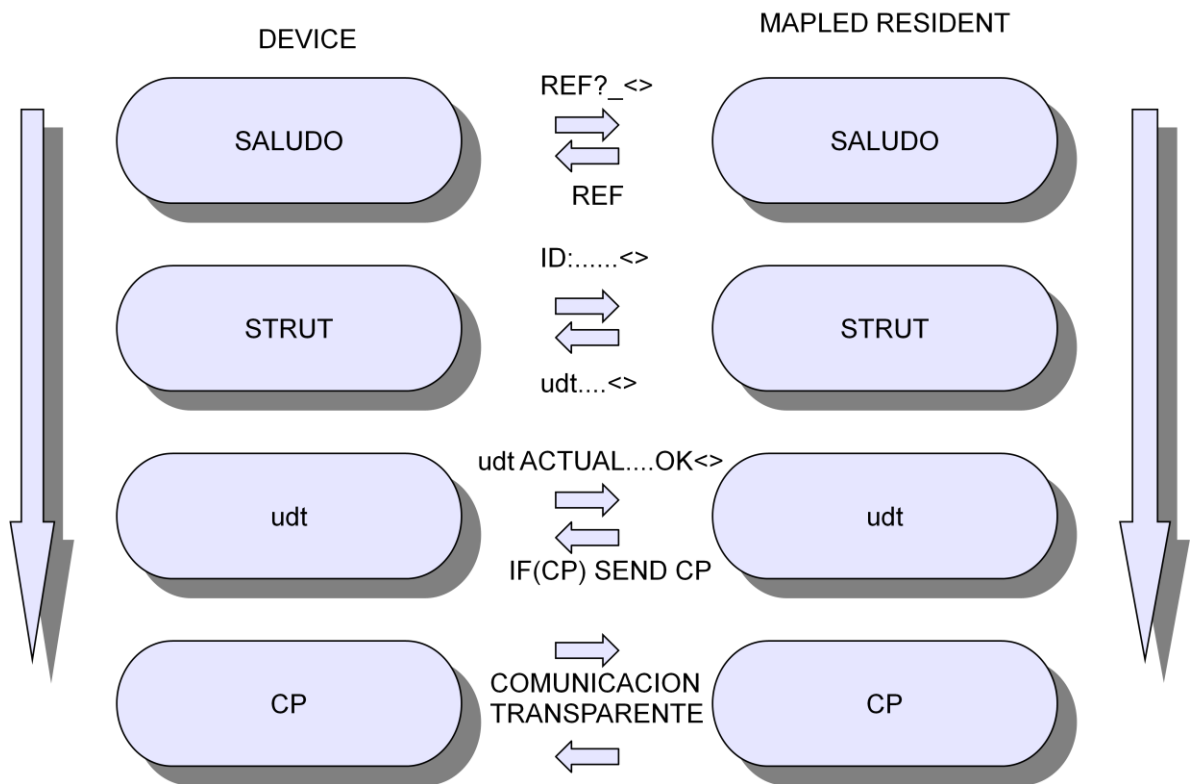 DEVICE
MAPLED RESIDENT
SALUDO
REF?_<>
REF
SALUDO
STRUT
ID:......<>
udt....<>
STRUT
udt
udt ACTUAL....OK<>
IF(CP) SEND CP
udt
CP
COMUNICACION
TRANSPARENTE
CP